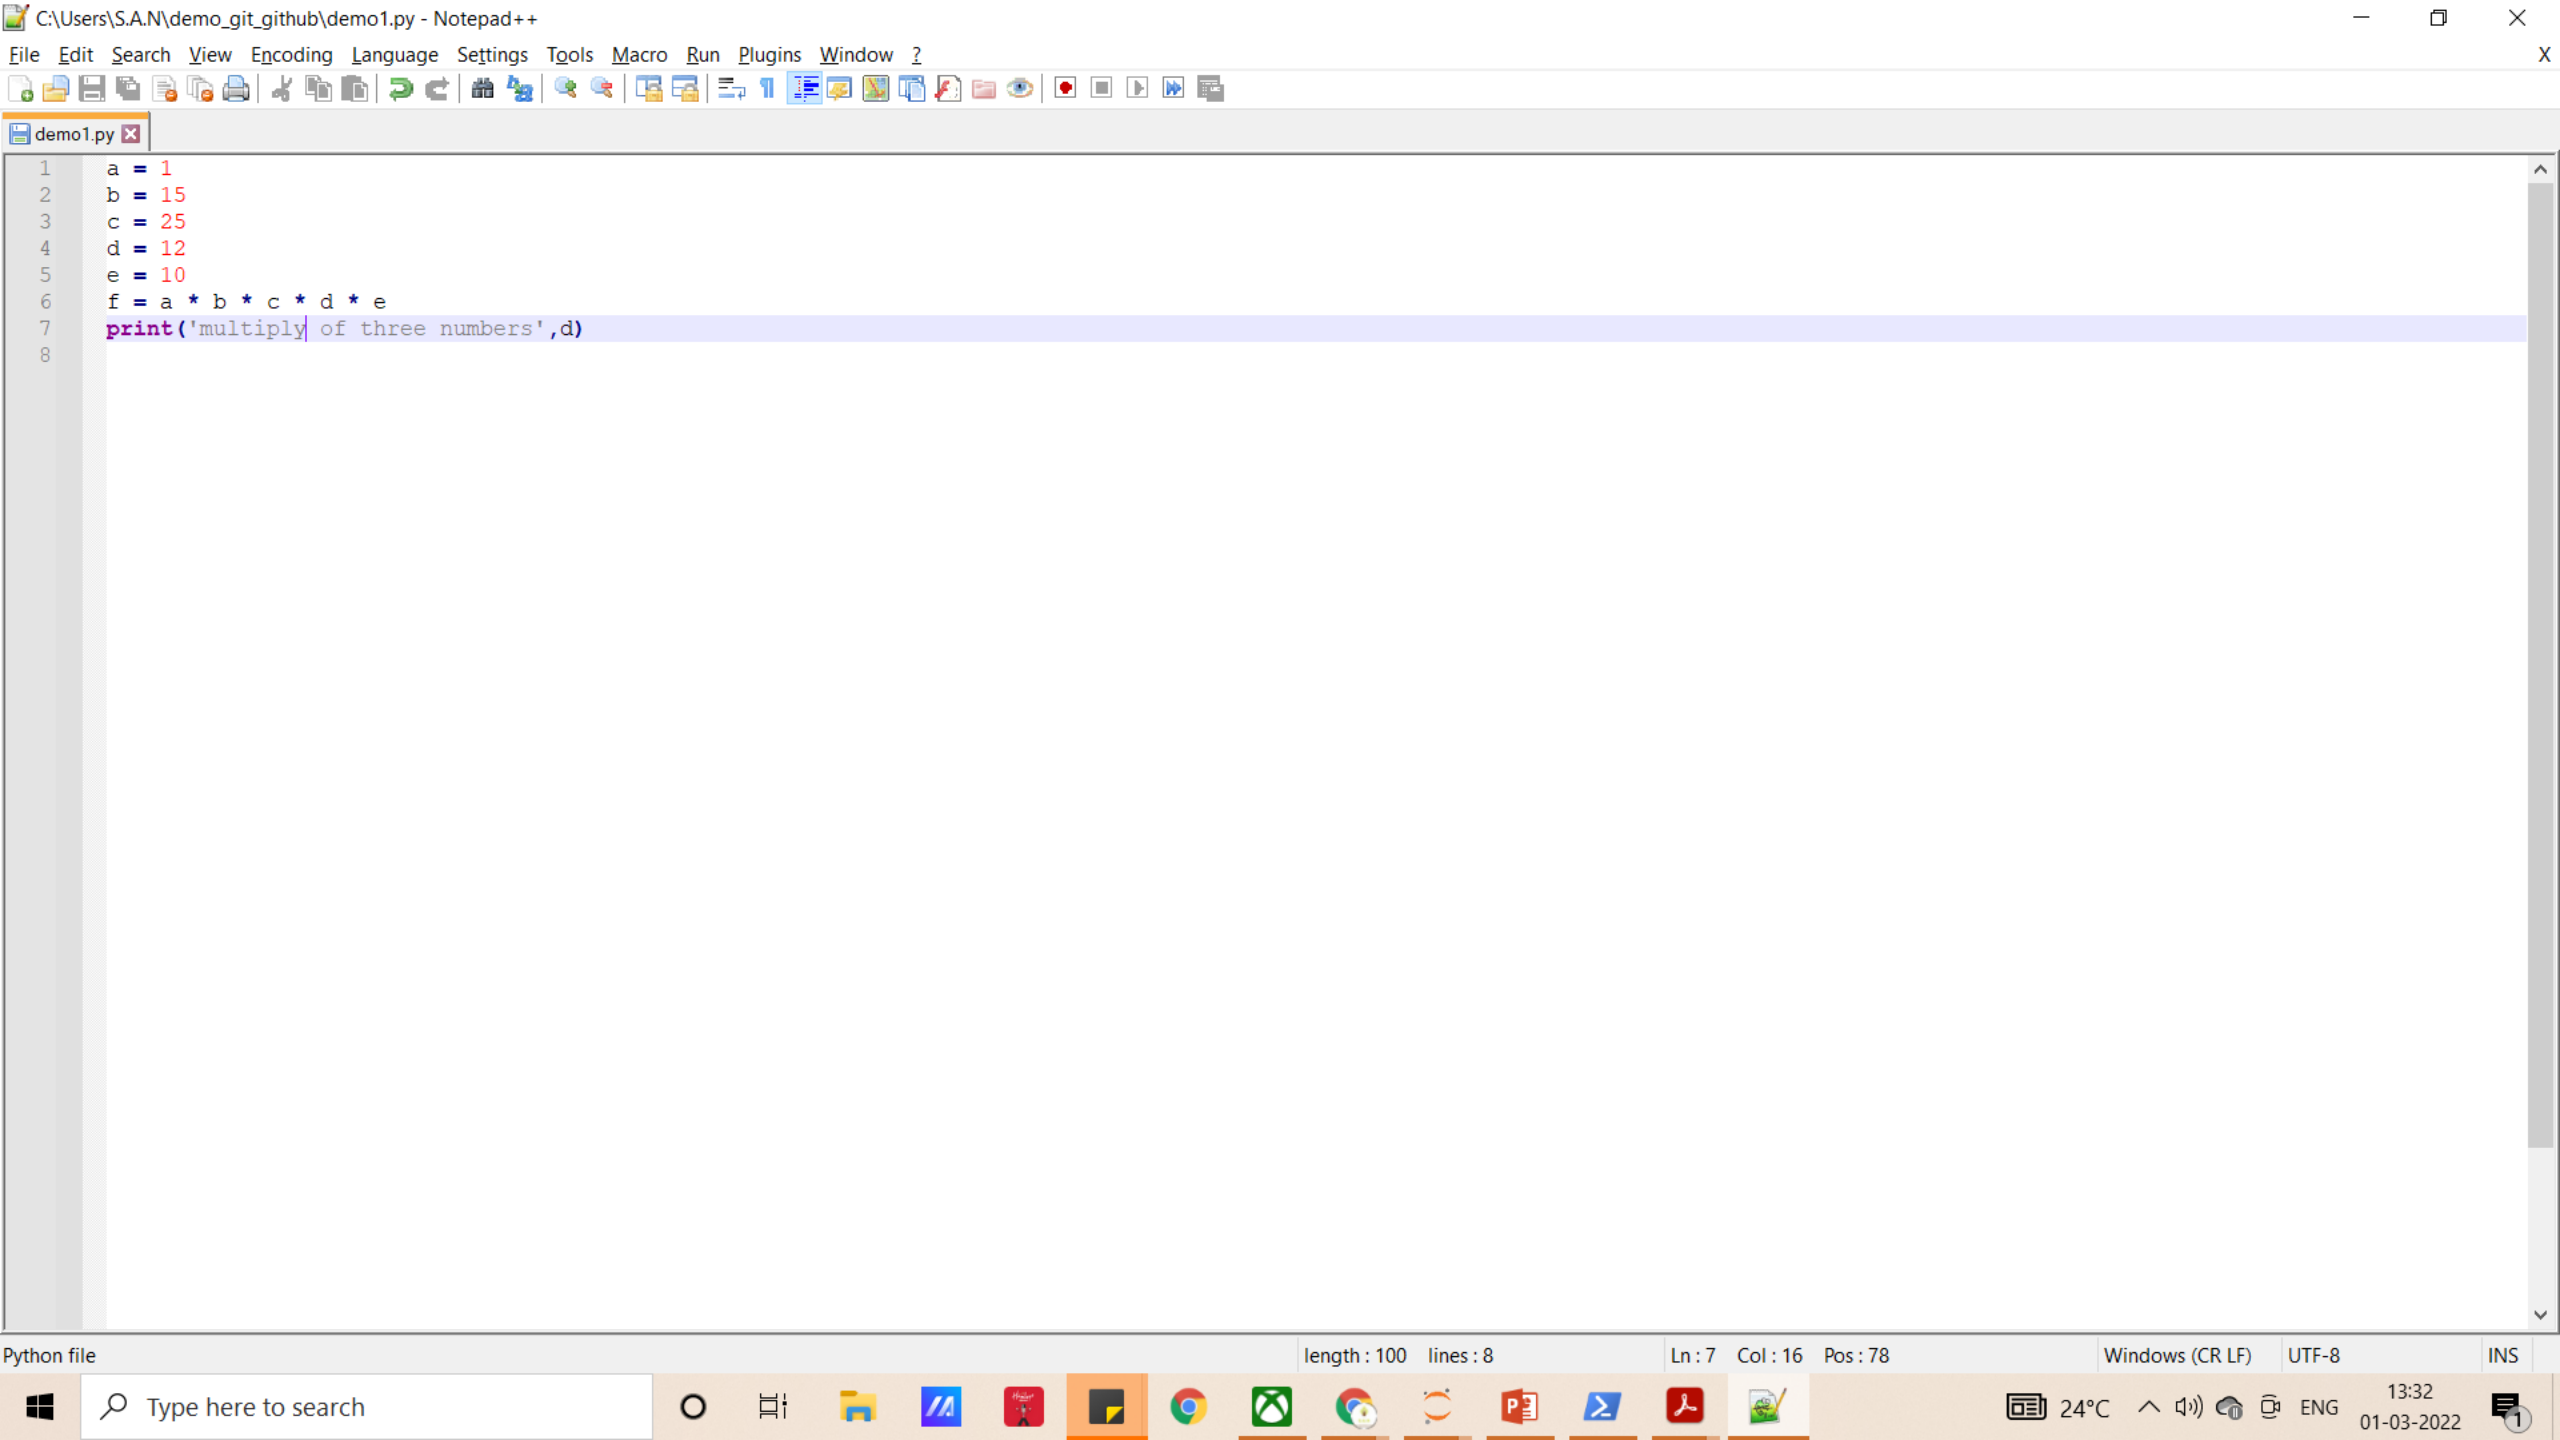 C:\Users\S.A.N\demo_git_github\demo1.py - Notepad++
File Edit Search View Encoding Language Settings Tools Macro Run Plugins Window ? X
demo1.py
1 a = 1
2 b = 15
3 c = 25
4 d = 12
5 e = 10
6 f = a * b * c * d * e
7 print('multiply of three numbers',d)
8
Python file length : 100 lines : 8 Ln : 7 Col : 16 Pos : 78 Windows (CR LF) UTF-8 INS
Type here to search 24°C ENG 13:32
01-03-2022 1